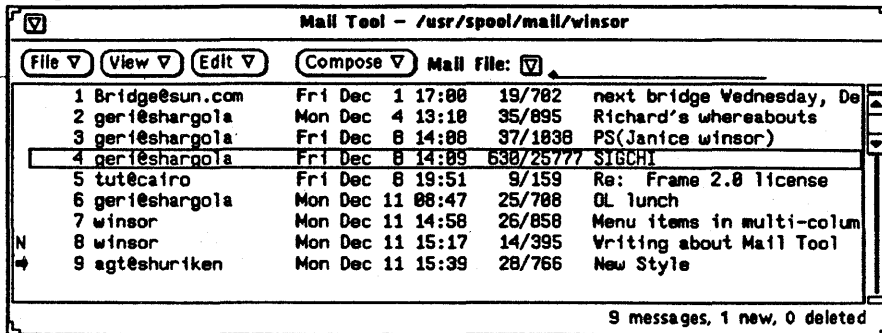 Mail Tool - /usr/spool/mail/winsor
File View Edit Compose Mail File:
1 Bridge@sun.com Fri Dec 1 17:00 19/702 next bridge Wednesday, De
2 geri@shargola Mon Dec 4 13:10 35/895 Richard's whereabouts
3 geri@shargola Fri Dec 8 14:08 37/1038 PS(Janice winsor)
4 geri@shargola Fri Dec 8 14:09 630/25777 SIGCHI
5 tut@cairo Fri Dec 8 19:51 9/159 Re: Frame 2.0 license
6 geri@shargola Mon Dec 11 08:47 25/708 OL lunch
7 winsor Mon Dec 11 14:58 26/858 Menu items in multi-colum
N 8 winsor Mon Dec 11 15:17 14/395 Writing about Mail Tool
9 agt@shuriken Mon Dec 11 15:39 28/766 New Style
9 messages, 1 new, 0 deleted